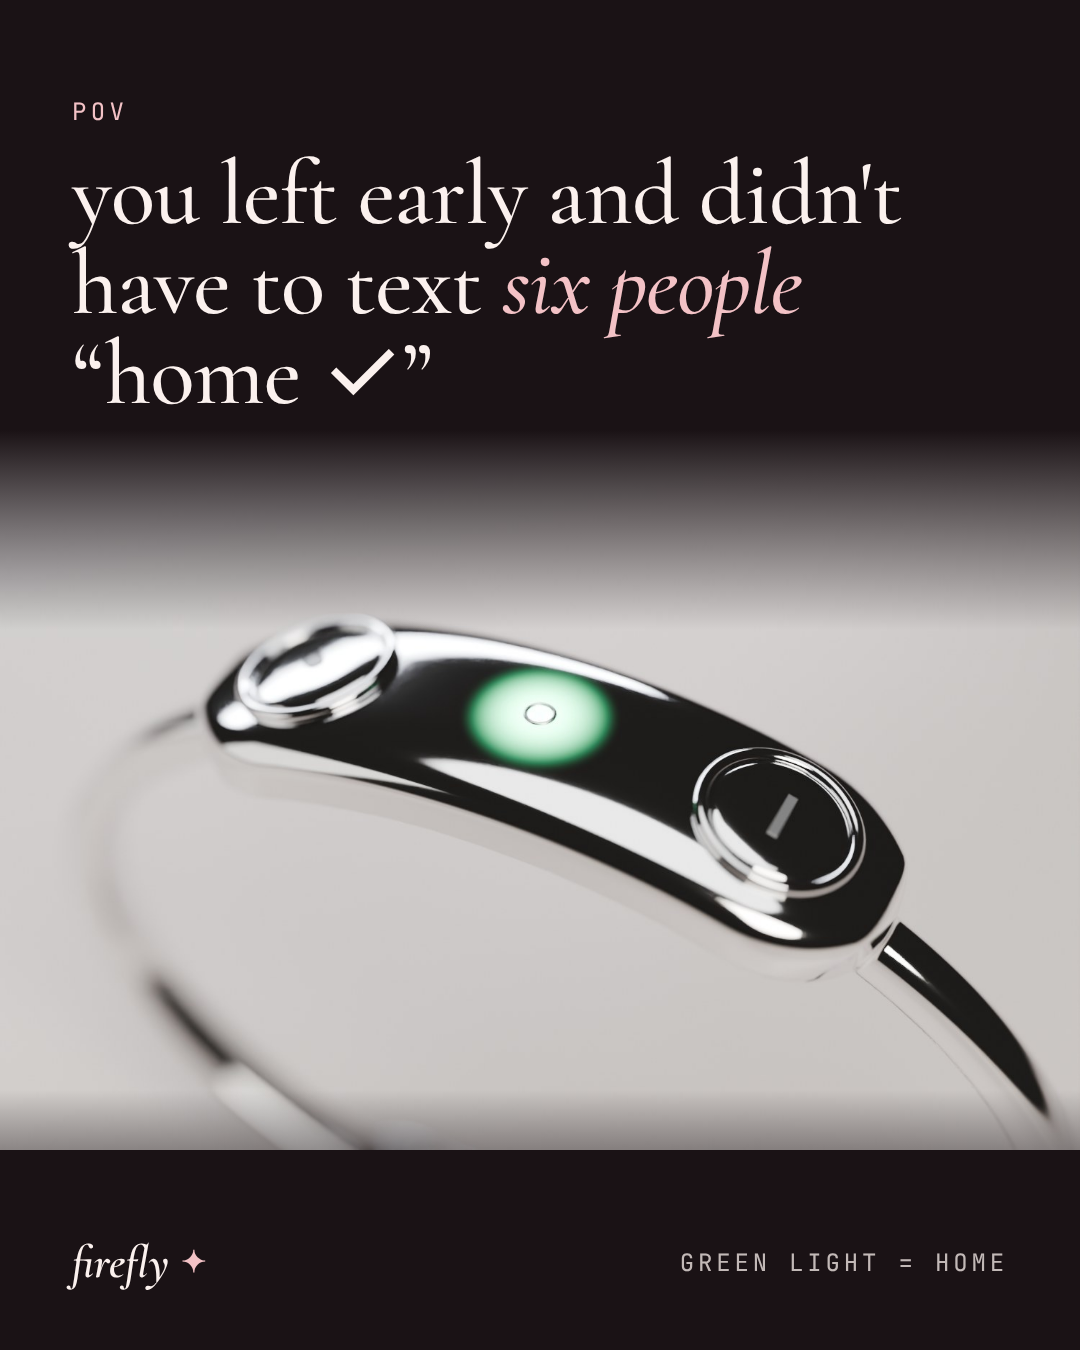 POV
you left early and didn't
have to text six people
“home ✓”
firefly ✦
GREEN LIGHT = HOME